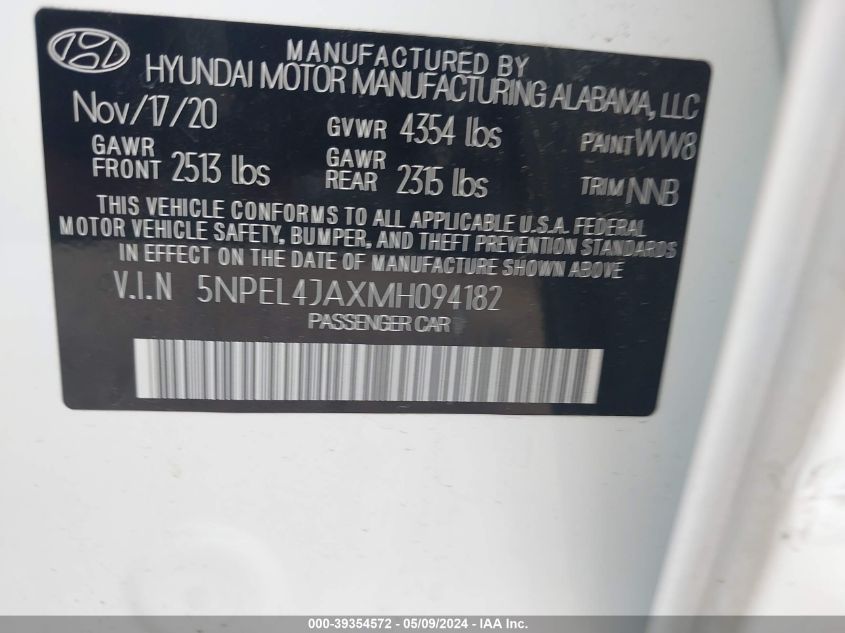 MANUFACTURED BY
HYUNDAI MOTOR MANUFACTURING ALABAMA, LLC
Nov/17/20 GVWR 4354 lbs PAINT WW8
GAWR FRONT 2513 lbs GAWR REAR 2315 lbs TRIM NNB
THIS VEHICLE CONFORMS TO ALL APPLICABLE U.S.A. FEDERAL
MOTOR VEHICLE SAFETY, BUMPER, AND THEFT PREVENTION STANDARDS
IN EFFECT ON THE DATE OF MANUFACTURE SHOWN ABOVE
V.I.N 5NPEL4JAXMH094182
PASSENGER CAR
000-39354572 - 05/09/2024 - IAA Inc.